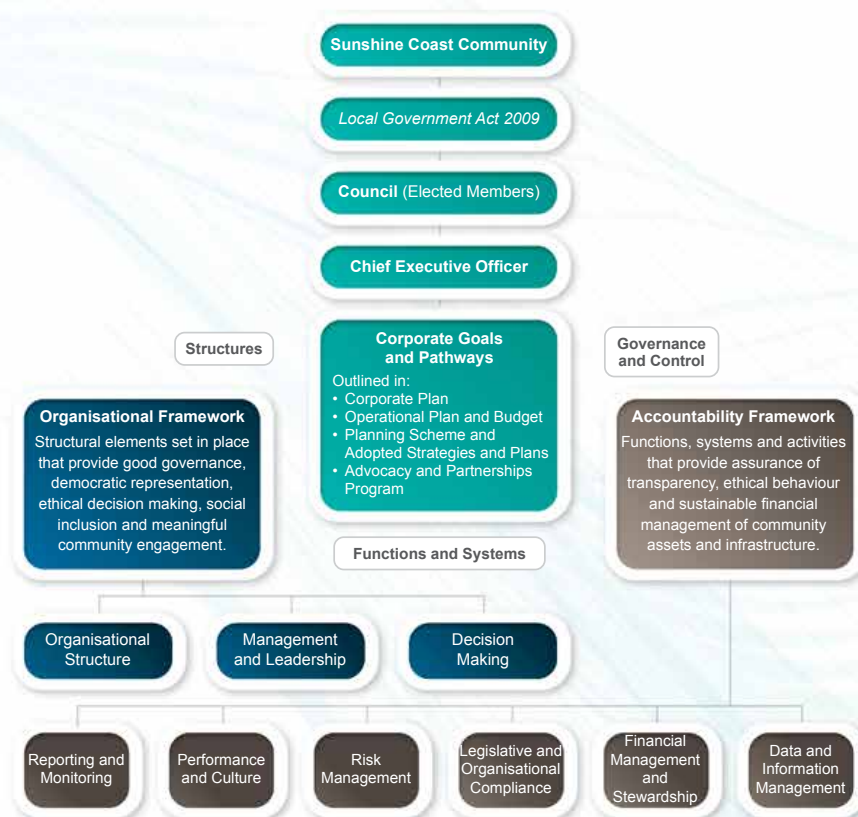 Sunshine Coast Community
Local Government Act 2009
Council (Elected Members)
Chief Executive Officer
Structures
Corporate Goals
and Pathways
Outlined in:
• Corporate Plan
• Operational Plan and Budget
• Planning Scheme and
Adopted Strategies and Plans
• Advocacy and Partnerships
Program
Governance
and Control
Organisational Framework
Structural elements set in place
that provide good governance,
democratic representation,
ethical decision making, social
inclusion and meaningful
community engagement.
Accountability Framework
Functions, systems and activities
that provide assurance of
transparency, ethical behaviour
and sustainable financial
management of community
assets and infrastructure.
Functions and Systems
Organisational
Structure
Management
and Leadership
Decision
Making
Reporting and
Monitoring
Performance
and Culture
Risk
Management
Legislative and
Organisational
Compliance
Financial
Management
and
Stewardship
Data and
Information
Management